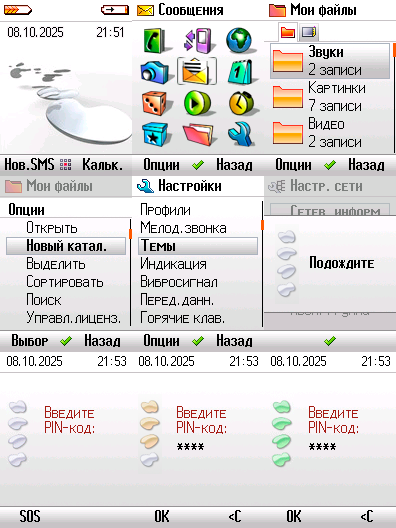 08.10.2025 21:51
Нов.SMS Кальк.
Сообщения
Опции Назад
Мои файлы
Звуки
2 записи
Картинки
7 записи
Видео
2 записи
Опции Назад
Мои файлы
Опции
Открыть
Новый катал.
Выделить
Сортировать
Поиск
Управл.лиценз.
Выбор Назад
Настройки
Профили
Мелод.звонка
Темы
Индикация
Вибросигнал
Перед.данн.
Горячие клав.
Опции Назад
Настр. сети
Сетев. информ
Подождите
08.10.2025 21:53
Введите
PIN-код:
SOS
08.10.2025 21:53
Введите
PIN-код:
****
OK <C
08.10.2025 21:53
Введите
PIN-код:
****
OK <C